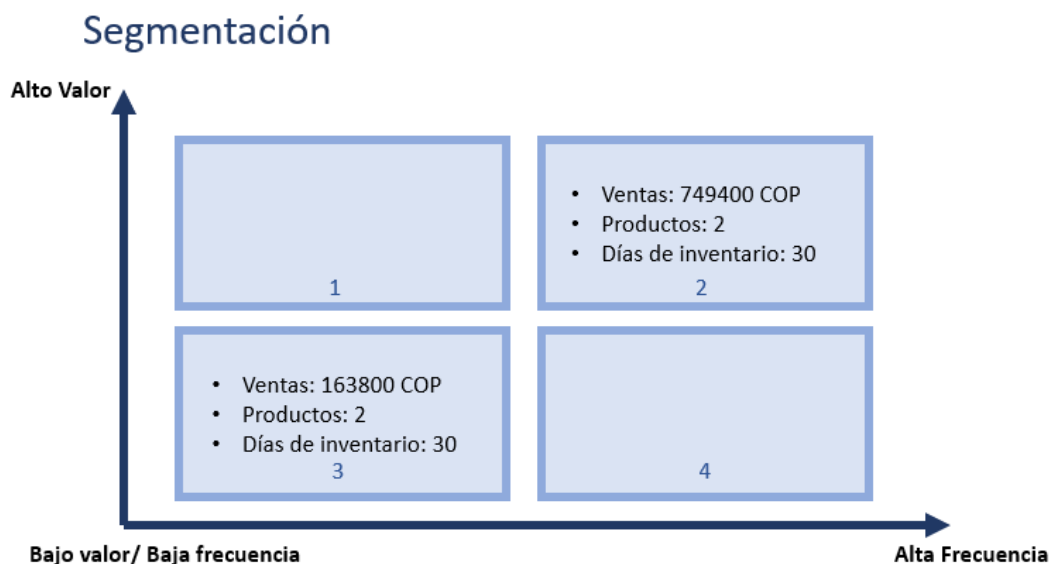 Segmentación
Alto Valor
• Ventas: 749400 COP
• Productos: 2
• Días de inventario: 30
1
2
• Ventas: 163800 COP
• Productos: 2
• Días de inventario: 30
3
4
Bajo valor/ Baja frecuencia
Alta Frecuencia